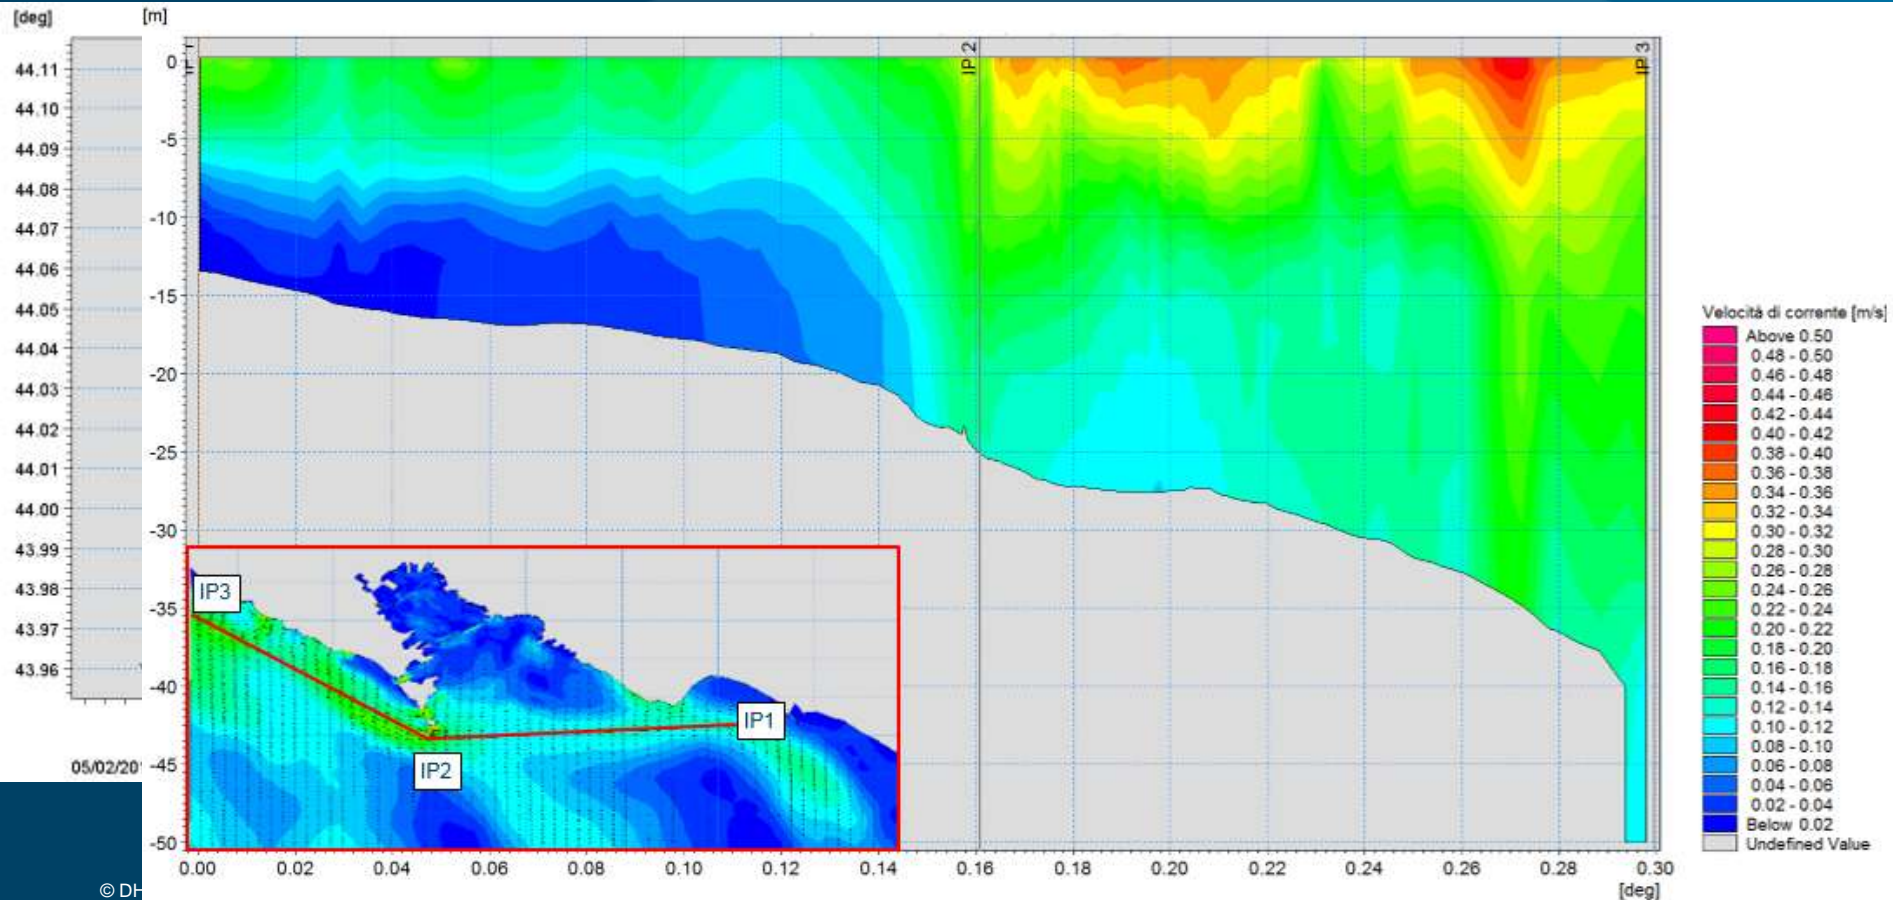 [deg]
[m]
44.11
44.10
44.09
44.08
44.07
44.06
44.05
44.04
44.03
44.02
44.01
44.00
43.99
43.98
43.97
43.96
05/02/20
0
-5
-10
-15
-20
-25
-30
-35
-40
-45
-50
IP 2
IP 3
IP3
IP2
IP1
0.00 0.02 0.04 0.06 0.08 0.10 0.12 0.14 0.16 0.18 0.20 0.22 0.24 0.26 0.28 0.30
[deg]
Velocità di corrente [m/s]
Above 0.50
0.48 - 0.50
0.46 - 0.48
0.44 - 0.46
0.42 - 0.44
0.40 - 0.42
0.38 - 0.40
0.36 - 0.38
0.34 - 0.36
0.32 - 0.34
0.30 - 0.32
0.28 - 0.30
0.26 - 0.28
0.24 - 0.26
0.22 - 0.24
0.20 - 0.22
0.18 - 0.20
0.16 - 0.18
0.14 - 0.16
0.12 - 0.14
0.10 - 0.12
0.08 - 0.10
0.06 - 0.08
0.04 - 0.06
0.02 - 0.04
Below 0.02
Undefined Value
© DH